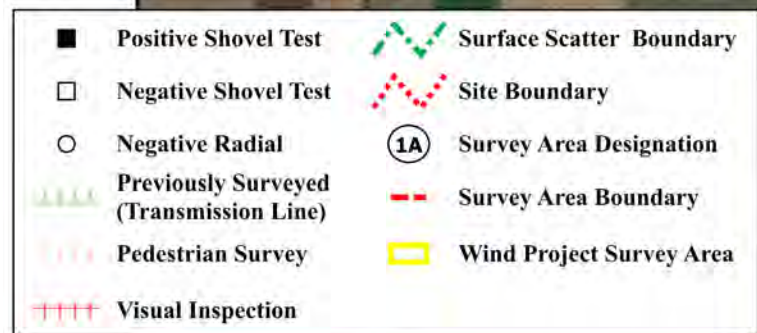 Positive Shovel Test
Negative Shovel Test
Negative Radial
Previously Surveyed
(Transmission Line)
Pedestrian Survey
Visual Inspection
Surface Scatter Boundary
Site Boundary
1A Survey Area Designation
Survey Area Boundary
Wind Project Survey Area